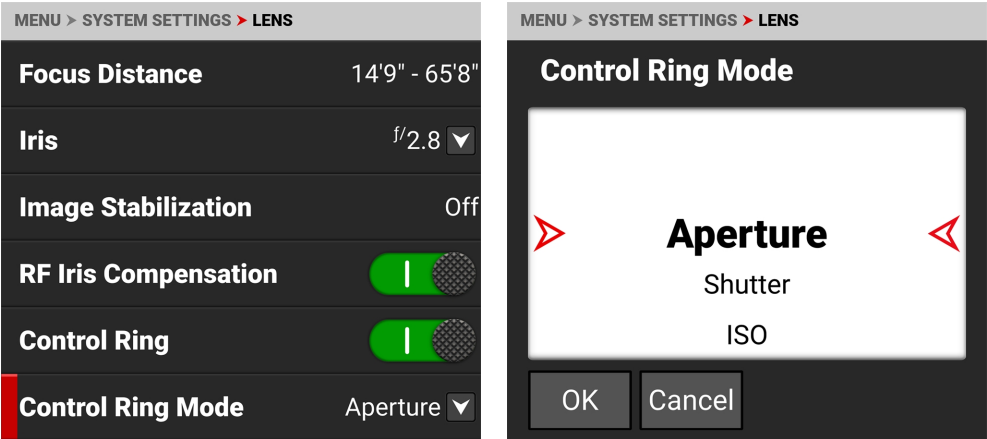 MENU > SYSTEM SETTINGS > LENS
Focus Distance 14'9" - 65'8"
Iris ƒ/2.8
Image Stabilization Off
RF Iris Compensation
Control Ring
Control Ring Mode Aperture
MENU > SYSTEM SETTINGS > LENS
Control Ring Mode
Aperture
Shutter
ISO
OK Cancel